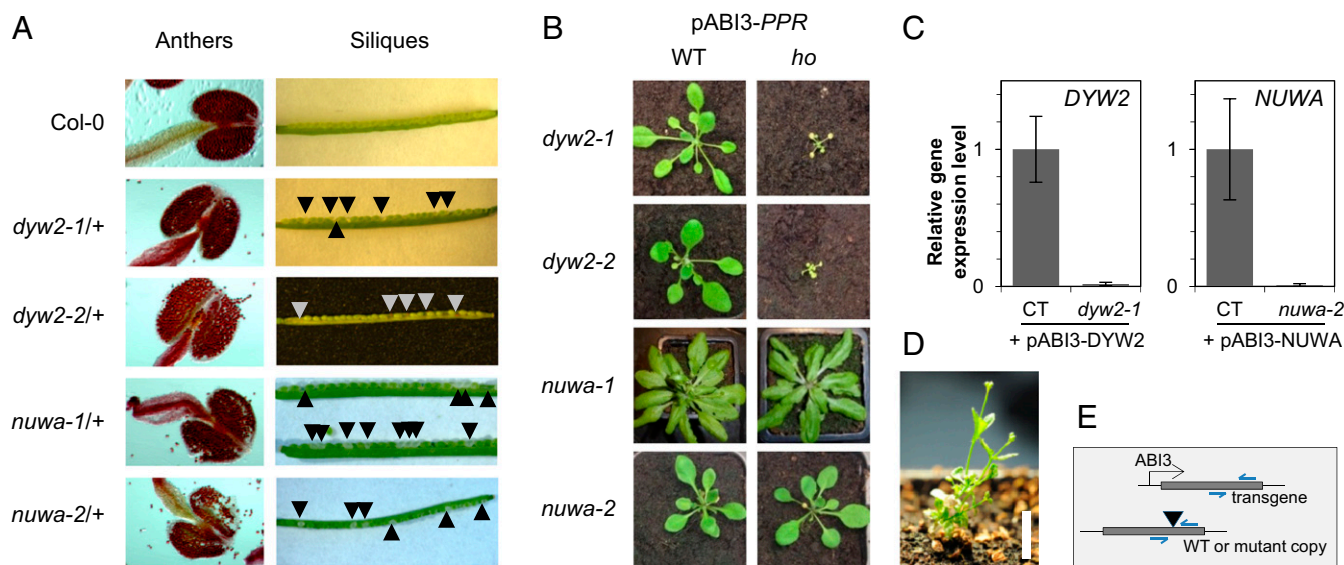 A
Anthers
Siliques
Col-0
dyw2-1/+
dyw2-2/+
nuwa-1/+
nuwa-2/+
B
pABI3-PPR
WT
ho
dyw2-1
dyw2-2
nuwa-1
nuwa-2
C
Relative gene
expression level
DYW2
1
0
CT
dyw2-1
+ pABI3-DYW2
NUWA
1
0
CT
nuwa-2
+ pABI3-NUWA
D
E
ABI3
transgene
WT or mutant copy